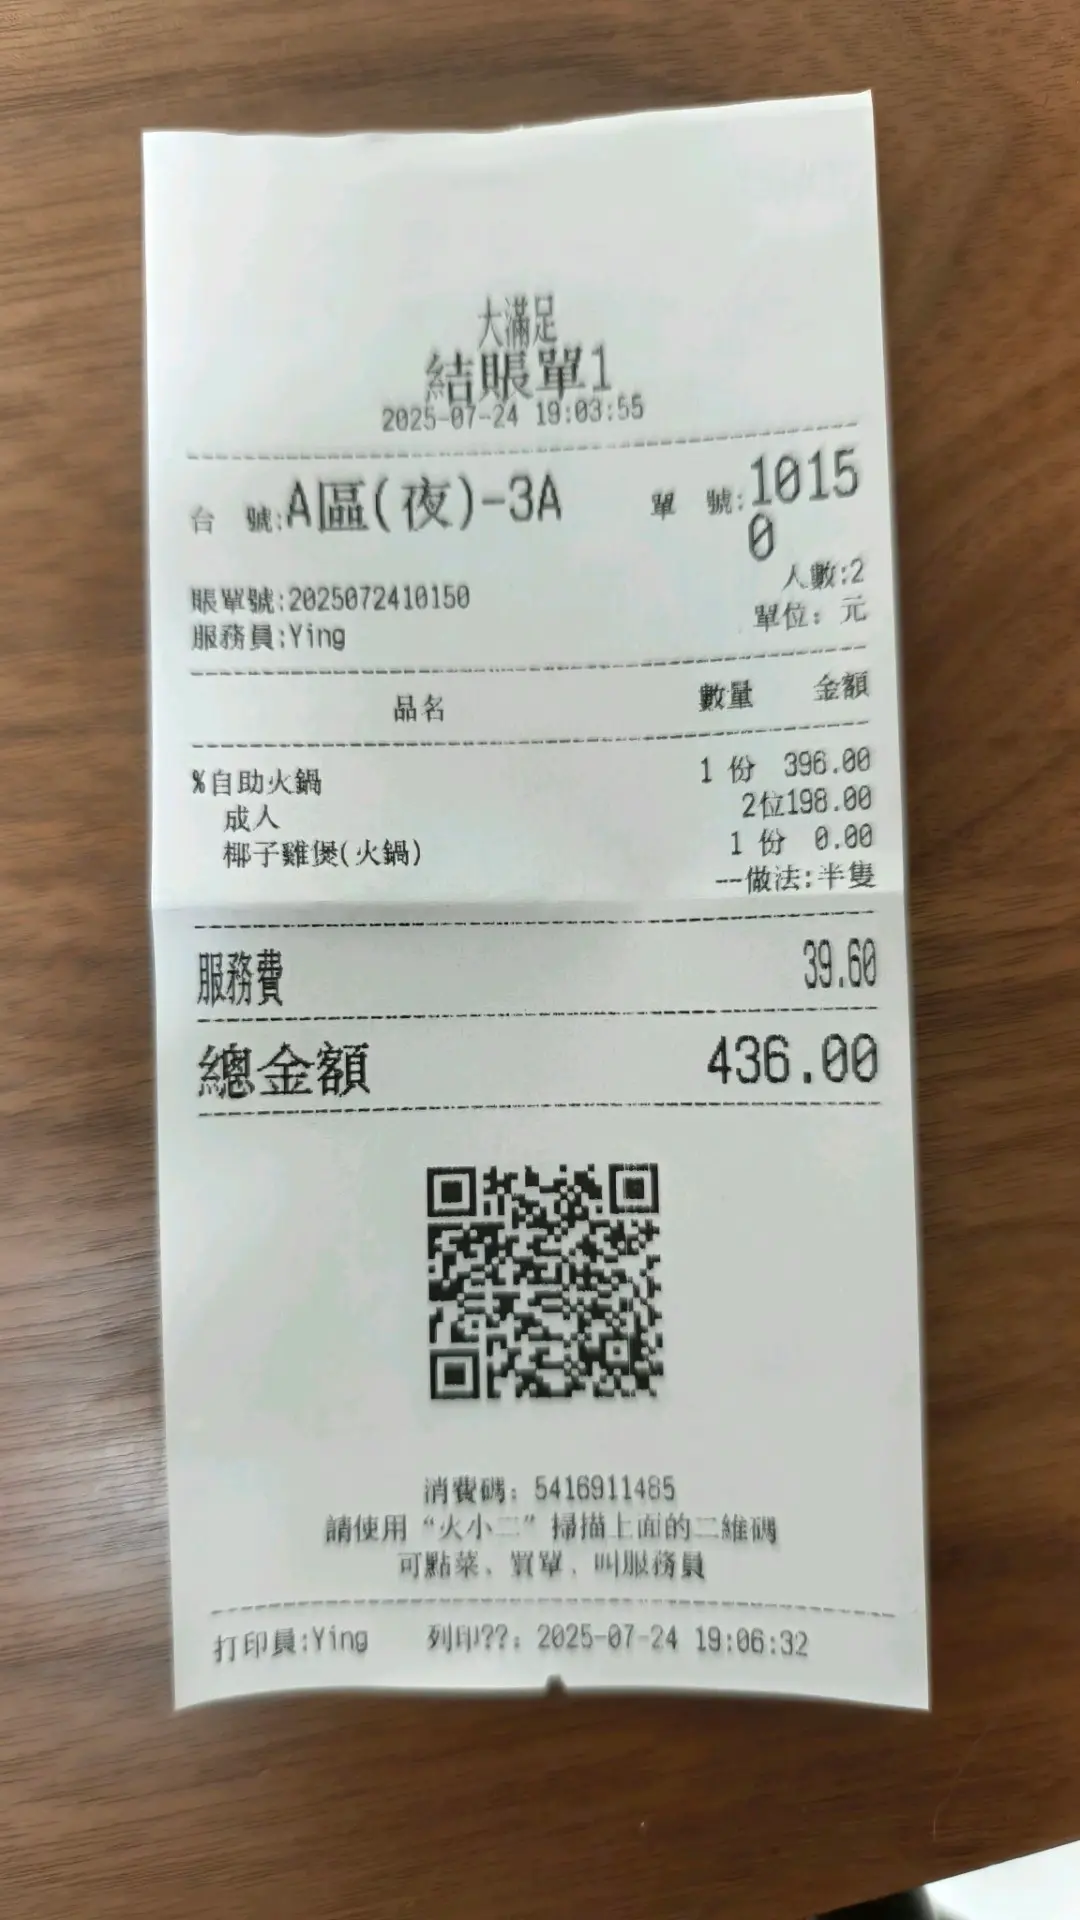 大滿足
結賬單1
2025-07-24 19:03:55
台 號:A區(夜)-3A 單 號:10150
人數:2
賬單號:2025072410150
單位: 元
服務員:Ying
品名 數量 金額
%自助火鍋 1 份 396.00
成人 2位198.00
椰子雞煲(火鍋) 1 份 0.00
--做法:半隻
服務費 39.60
總金額 436.00
消費碼: 5416911485
請使用“火小二”掃描上面的二維碼
可點菜、買單、叫服務員
打印員:Ying 列印??: 2025-07-24 19:06:32